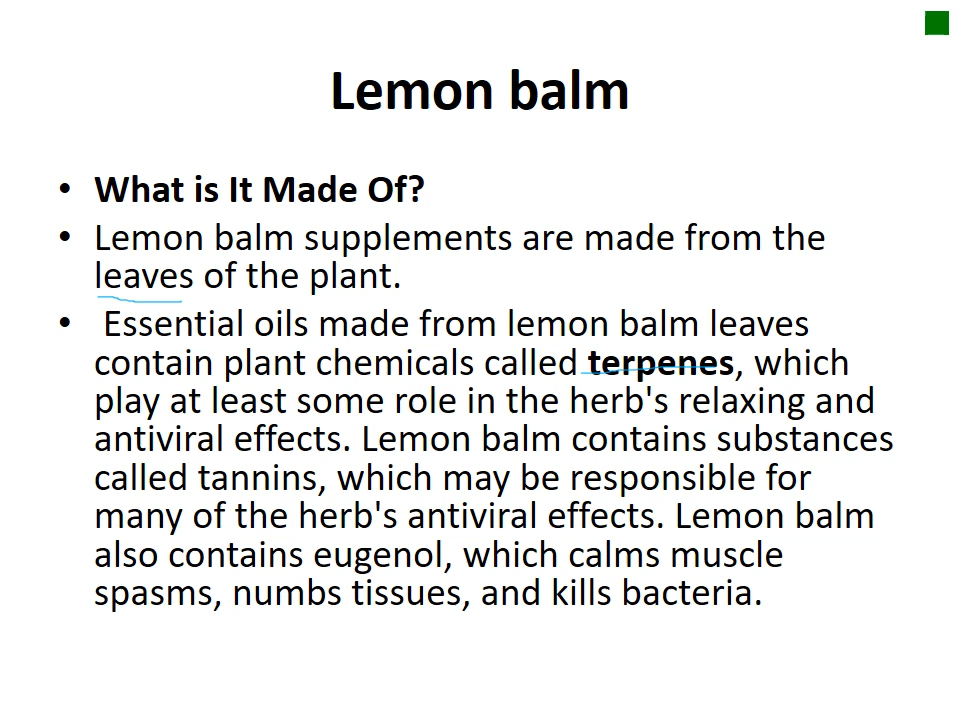 Lemon balm
• What is It Made Of?
• Lemon balm supplements are made from the
leaves of the plant.
• Essential oils made from lemon balm leaves
contain plant chemicals called terpenes, which
play at least some role in the herb's relaxing and
antiviral effects. Lemon balm contains substances
called tannins, which may be responsible for
many of the herb's antiviral effects. Lemon balm
also contains eugenol, which calms muscle
spasms, numbs tissues, and kills bacteria.